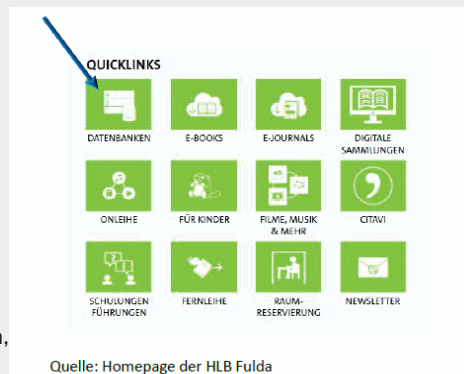 QUICKLINKS
DATENBANKEN
E-BOOKS
E-JOURNALS
DIGITALE
SAMMLUNGEN
ONLEIHE
FÜR KINDER
FILME, MUSIK
& MEHR
CITAVI
SCHULUNGEN
FÜHRUNGEN
FERNLEIHE
RAUM-
RESERVIERUNG
NEWSLETTER
Quelle: Homepage der HLB Fulda